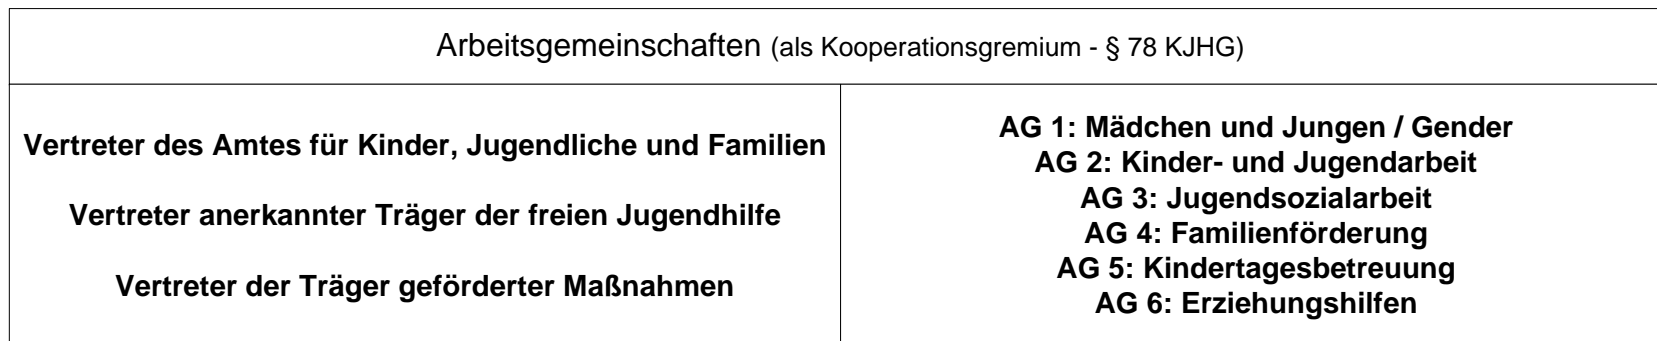 Arbeitsgemeinschaften (als Kooperationsgremium - § 78 KJHG)
Vertreter des Amtes für Kinder, Jugendliche und Familien
Vertreter anerkannter Träger der freien Jugendhilfe
Vertreter der Träger geförderter Maßnahmen
AG 1: Mädchen und Jungen / Gender
AG 2: Kinder- und Jugendarbeit
AG 3: Jugendsozialarbeit
AG 4: Familienförderung
AG 5: Kindertagesbetreuung
AG 6: Erziehungshilfen